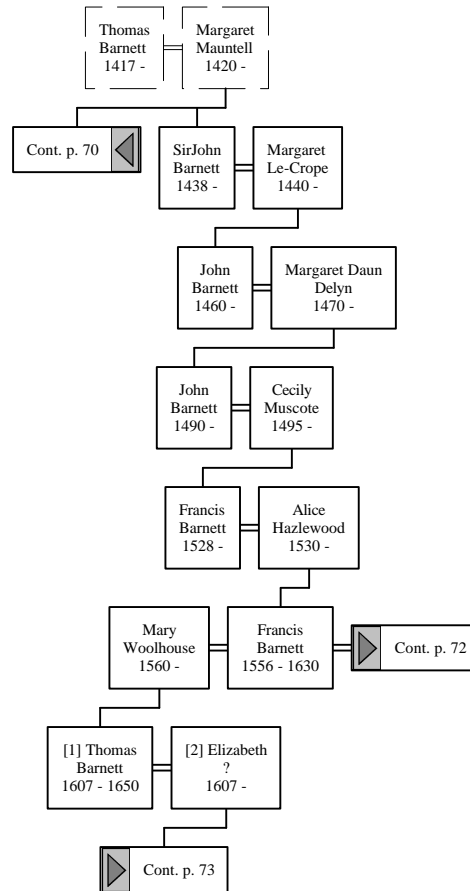 Thomas
Barnett
1417 -
Margaret
Mauntell
1420 -
Cont. p. 70
SirJohn
Barnett
1438 -
Margaret
Le-Crope
1440 -
John
Barnett
1460 -
Margaret Daun
Delyn
1470 -
John
Barnett
1490 -
Cecily
Muscote
1495 -
Francis
Barnett
1528 -
Alice
Hazlewood
1530 -
Mary
Woolhouse
1560 -
Francis
Barnett
1556 - 1630
Cont. p. 72
[1] Thomas
Barnett
1607 - 1650
[2] Elizabeth
?
1607 -
Cont. p. 73